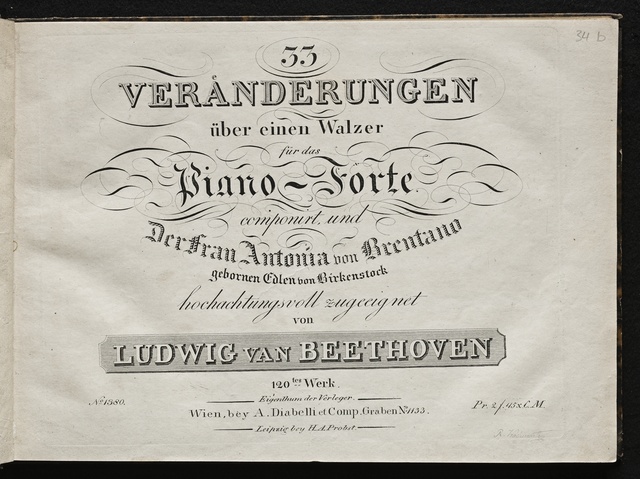 34 b
33
VERÄNDERUNGEN
über einen Walzer
für das
Piano-Forte.
componirt, und
Der Frau Antonia von Brentano
gebornen Edlen von Birkenstock
hochachtungsvoll zugeeignet
von
LUDWIG VAN BEETHOVEN
120tes Werk.
Eigenthum der Verleger.
No. 1380.
Wien, bey A. Diabelli et Comp. Graben No. 1133.
Pr. 2 f. 45 x C. M.
Leipzig bey H. A. Probst.